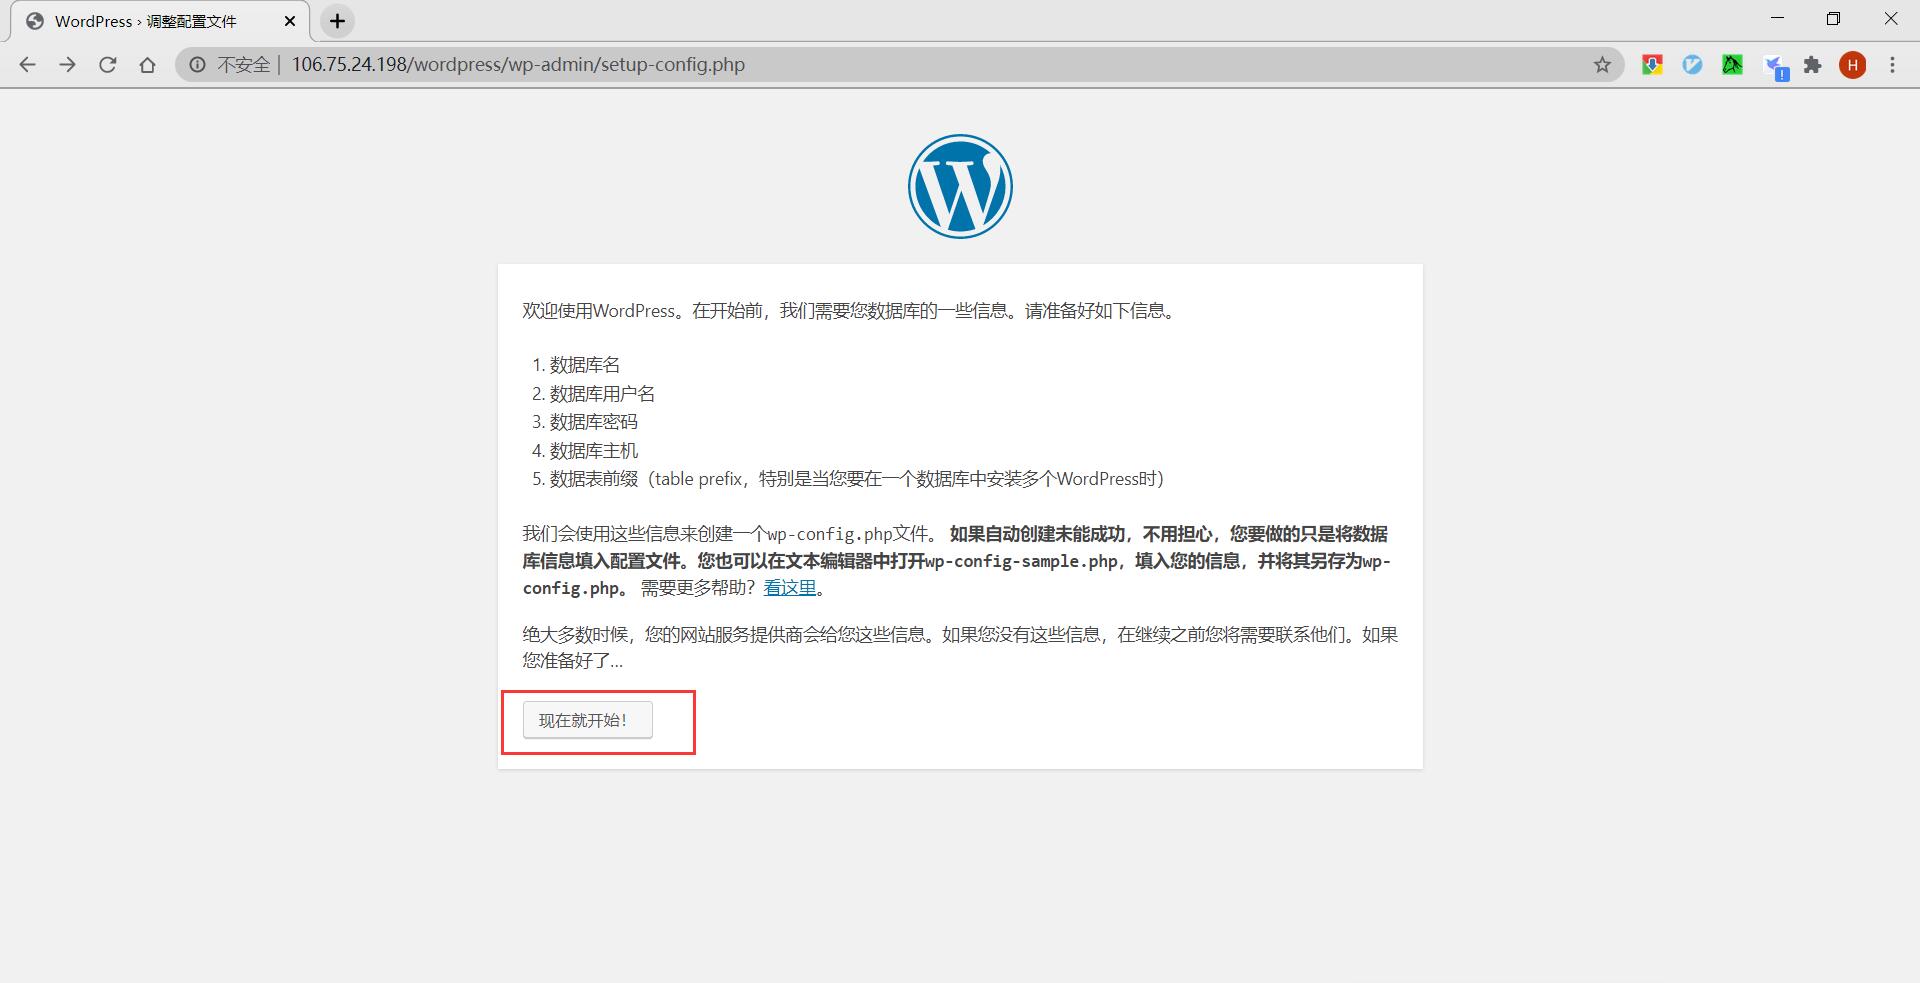 WordPress › 调整配置文件
不安全 | 106.75.24.198/wordpress/wp-admin/setup-config.php
H
欢迎使用WordPress。在开始前，我们需要您数据库的一些信息。请准备好如下信息。
1. 数据库名
2. 数据库用户名
3. 数据库密码
4. 数据库主机
5. 数据表前缀（table prefix，特别是当您要在一个数据库中安装多个WordPress时）
我们会使用这些信息来创建一个wp-config.php文件。 如果自动创建未能成功，不用担心，您要做的只是将数据
库信息填入配置文件。您也可以在文本编辑器中打开wp-config-sample.php，填入您的信息，并将其另存为wp-
config.php。 需要更多帮助？看这里。
绝大多数时候，您的网站服务提供商会给您这些信息。如果您没有这些信息，在继续之前您将需要联系他们。如果
您准备好了…
现在就开始！